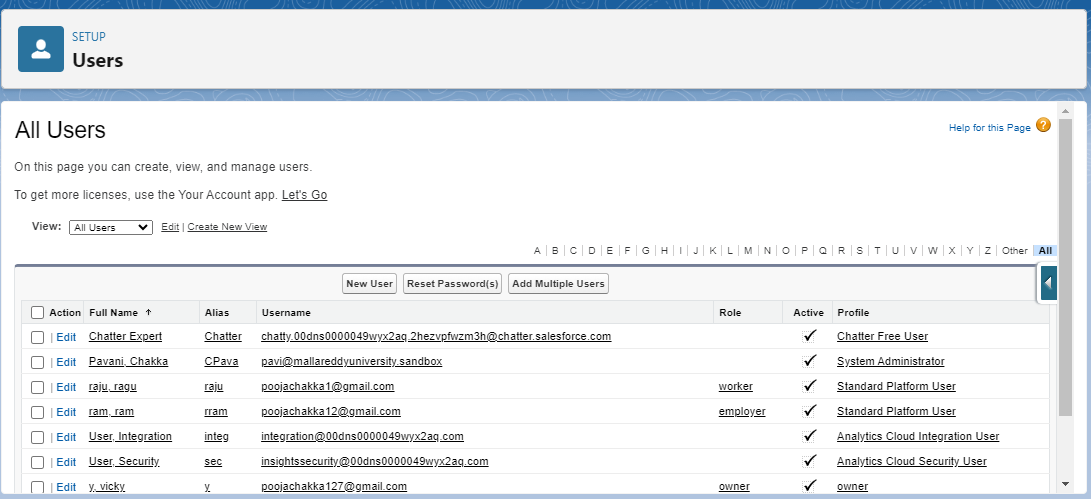 SETUP
Users
All Users
Help for this Page ?
On this page you can create, view, and manage users.
To get more licenses, use the Your Account app. Let's Go
View: All Users Edit | Create New View
A | B | C | D | E | F | G | H | I | J | K | L | M | N | O | P | Q | R | S | T | U | V | W | X | Y | Z | Other | All
New User Reset Password(s) Add Multiple Users
Action Full Name ↑ Alias Username Role Active Profile
| Edit Chatter Expert Chatter chatty.00dns0000049wyx2aq.2hezvpfwzm3h@chatter.salesforce.com ✓ Chatter Free User
| Edit Pavani, Chakka CPava pavi@mallareddyuniversity.sandbox ✓ System Administrator
| Edit raju, ragu raju poojachakka1@gmail.com worker ✓ Standard Platform User
| Edit ram, ram rram poojachakka12@gmail.com employer ✓ Standard Platform User
| Edit User, Integration integ integration@00dns0000049wyx2aq.com ✓ Analytics Cloud Integration User
| Edit User, Security sec insightssecurity@00dns0000049wyx2aq.com ✓ Analytics Cloud Security User
| Edit y, vicky y poojachakka127@gmail.com owner ✓ owner